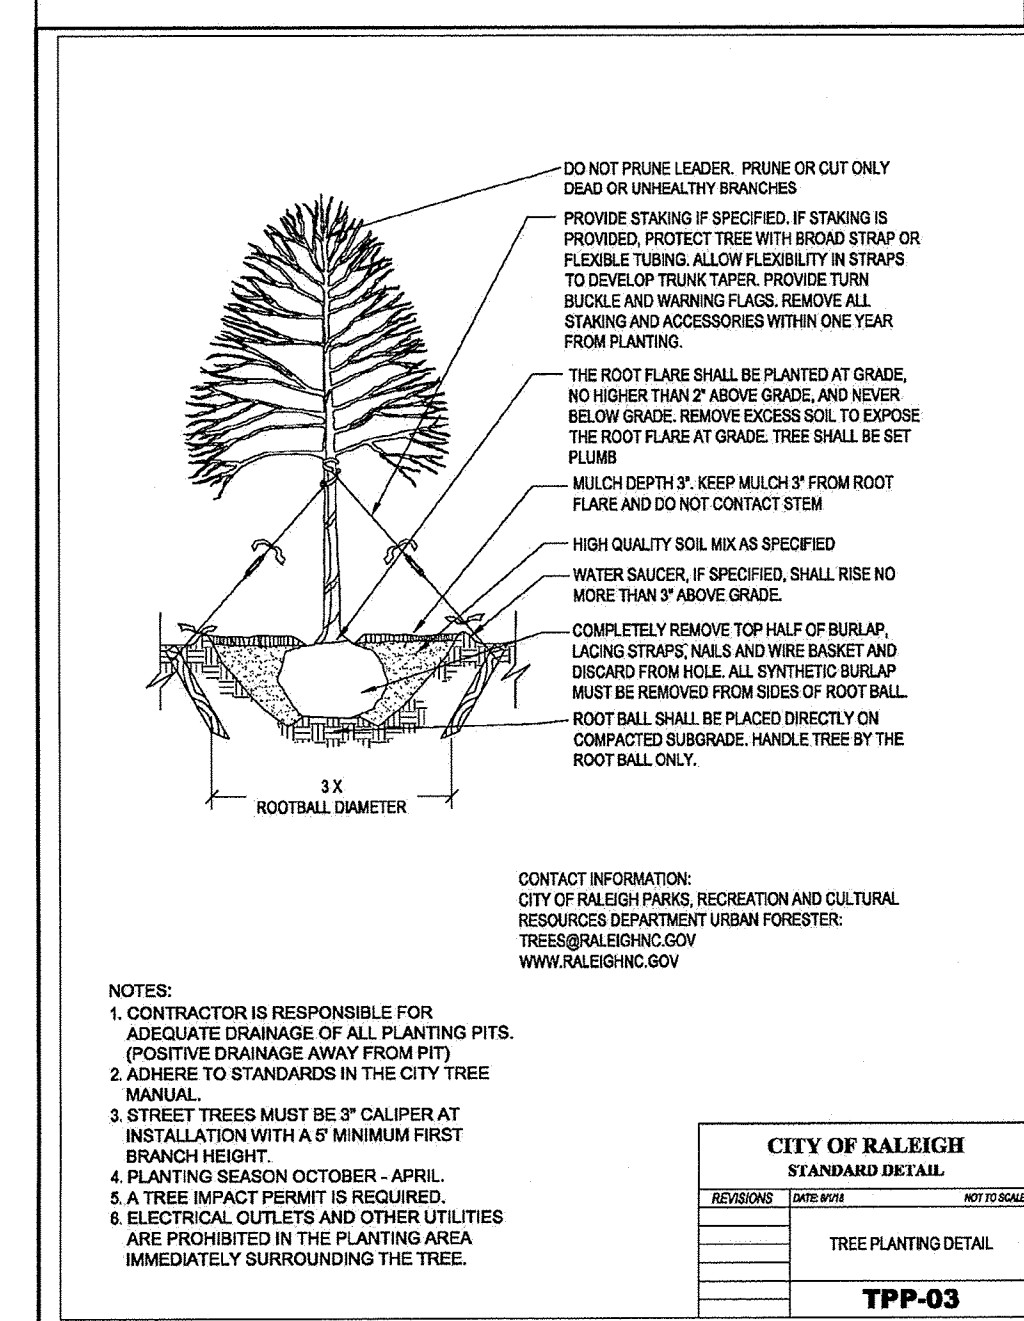 DO NOT PRUNE LEADER. PRUNE OR CUT ONLY
DEAD OR UNHEALTHY BRANCHES
PROVIDE STAKING IF SPECIFIED. IF STAKING IS
PROVIDED, PROTECT TREE WITH BROAD STRAP OR
FLEXIBLE TUBING. ALLOW FLEXIBILITY IN STRAPS
TO DEVELOP TRUNK TAPER. PROVIDE TURN
BUCKLE AND WARNING FLAGS. REMOVE ALL
STAKING AND ACCESSORIES WITHIN ONE YEAR
FROM PLANTING.
THE ROOT FLARE SHALL BE PLANTED AT GRADE,
NO HIGHER THAN 2" ABOVE GRADE, AND NEVER
BELOW GRADE. REMOVE EXCESS SOIL TO EXPOSE
THE ROOT FLARE AT GRADE. TREE SHALL BE SET
PLUMB
MULCH DEPTH 3". KEEP MULCH 3" FROM ROOT
FLARE AND DO NOT CONTACT STEM
HIGH QUALITY SOIL MIX AS SPECIFIED
WATER SAUCER, IF SPECIFIED, SHALL RISE NO
MORE THAN 3" ABOVE GRADE.
COMPLETELY REMOVE TOP HALF OF BURLAP,
LACING STRAPS, NAILS AND WIRE BASKET AND
DISCARD FROM HOLE. ALL SYNTHETIC BURLAP
MUST BE REMOVED FROM SIDES OF ROOT BALL.
ROOT BALL SHALL BE PLACED DIRECTLY ON
COMPACTED SUBGRADE. HANDLE TREE BY THE
ROOT BALL ONLY.
3 X
ROOTBALL DIAMETER
CONTACT INFORMATION:
CITY OF RALEIGH PARKS, RECREATION AND CULTURAL
RESOURCES DEPARTMENT URBAN FORESTER:
TREES@RALEIGHNC.GOV
WWW.RALEIGHNC.GOV
NOTES:
1. CONTRACTOR IS RESPONSIBLE FOR
ADEQUATE DRAINAGE OF ALL PLANTING PITS.
(POSITIVE DRAINAGE AWAY FROM PIT)
2. ADHERE TO STANDARDS IN THE CITY TREE
MANUAL.
3. STREET TREES MUST BE 3" CALIPER AT
INSTALLATION WITH A 5' MINIMUM FIRST
BRANCH HEIGHT.
4. PLANTING SEASON OCTOBER - APRIL.
5. A TREE IMPACT PERMIT IS REQUIRED.
6. ELECTRICAL OUTLETS AND OTHER UTILITIES
ARE PROHIBITED IN THE PLANTING AREA
IMMEDIATELY SURROUNDING THE TREE.
CITY OF RALEIGH
STANDARD DETAIL
REVISIONS DATE: 8/1/18 NOT TO SCALE
TREE PLANTING DETAIL
TPP-03